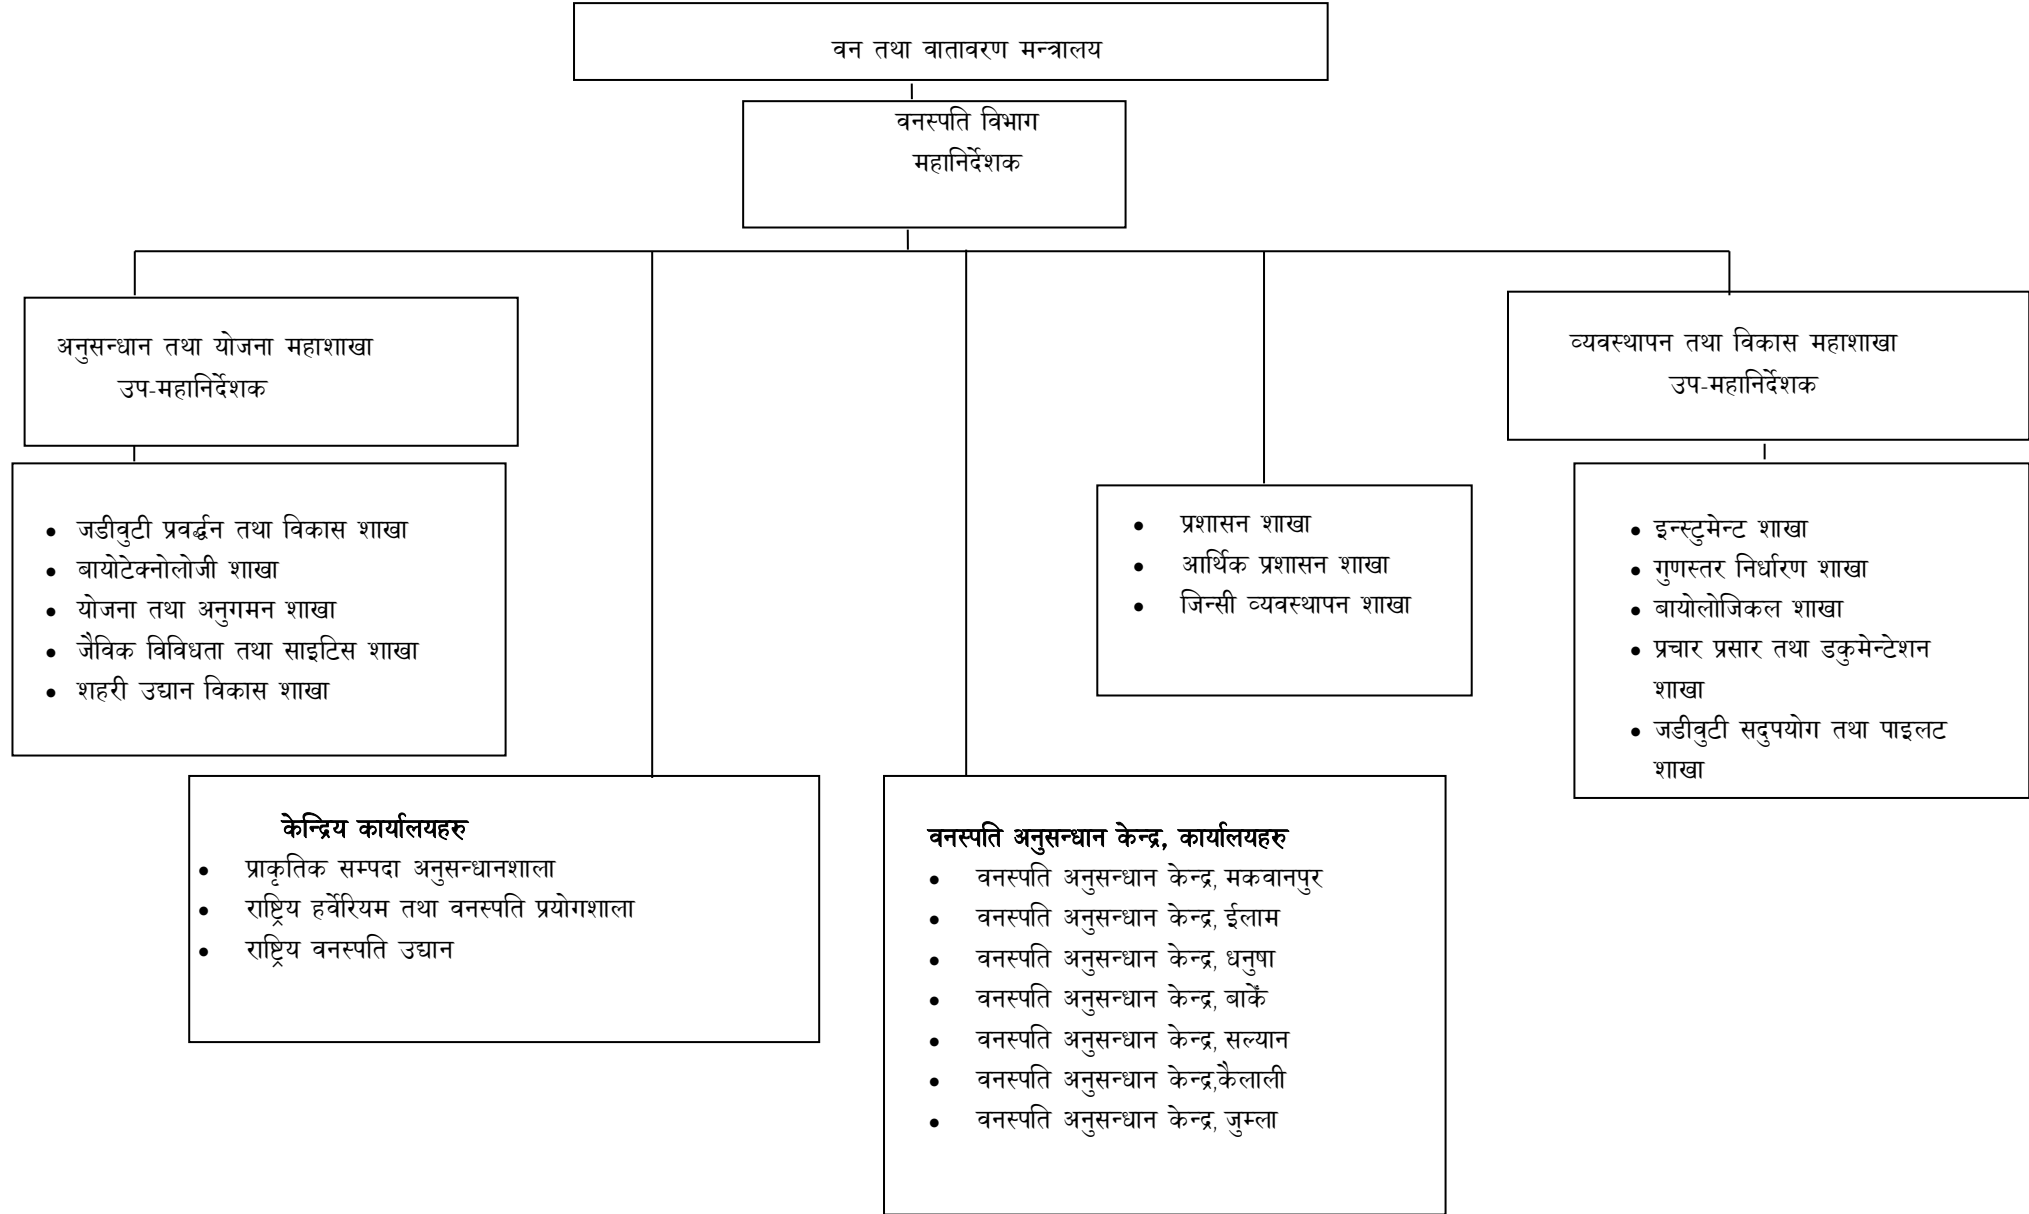 वन तथा वातावरण मन्त्रालय
वनस्पति विभाग
महानिर्देशक
अनुसन्धान तथा योजना महाशाखा
उप-महानिर्देशक
व्यवस्थापन तथा विकास महाशाखा
उप-महानिर्देशक
• जडीवुटी प्रवर्द्धन तथा विकास शाखा
• बायोटेक्नोलोजी शाखा
• योजना तथा अनुगमन शाखा
• जैविक विविधता तथा साइटिस शाखा
• शहरी उद्यान विकास शाखा
• प्रशासन शाखा
• आर्थिक प्रशासन शाखा
• जिन्सी व्यवस्थापन शाखा
• इन्स्टुमेन्ट शाखा
• गुणस्तर निर्धारण शाखा
• बायोलोजिकल शाखा
• प्रचार प्रसार तथा डकुमेन्टेशन
शाखा
• जडीवुटी सदुपयोग तथा पाइलट
शाखा
केन्द्रिय कार्यालयहरु
• प्राकृतिक सम्पदा अनुसन्धानशाला
• राष्ट्रिय हर्वेरियम तथा वनस्पति प्रयोगशाला
• राष्ट्रिय वनस्पति उद्यान
वनस्पति अनुसन्धान केन्द्र, कार्यालयहरु
• वनस्पति अनुसन्धान केन्द्र, मकवानपुर
• वनस्पति अनुसन्धान केन्द्र, ईलाम
• वनस्पति अनुसन्धान केन्द्र, धनुषा
• वनस्पति अनुसन्धान केन्द्र, बार्कें
• वनस्पति अनुसन्धान केन्द्र, सल्यान
• वनस्पति अनुसन्धान केन्द्र,कैलाली
• वनस्पति अनुसन्धान केन्द्र, जुम्ला